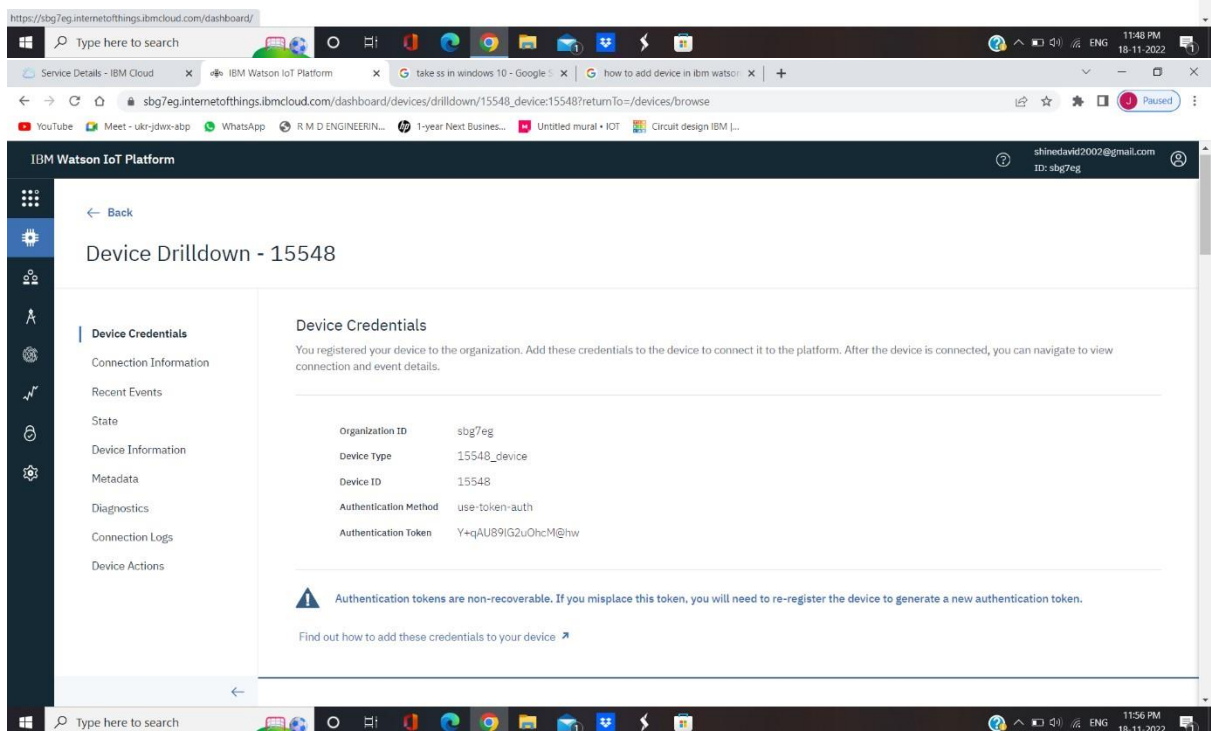 https://sbg7eg.internetofthings.ibmcloud.com/dashboard/
Type here to search
ENG
11:48 PM
18-11-2022
Service Details - IBM Cloud
IBM Watson IoT Platform
take ss in windows 10 - Google S
how to add device in ibm watson
sbg7eg.internetofthings.ibmcloud.com/dashboard/devices/drilldown/15548_device:15548?returnTo=/devices/browse
J Paused
YouTube
Meet - ukr-jdwx-abp
WhatsApp
R M D ENGINEERIN...
1-year Next Busines...
Untitled mural • IOT
Circuit design IBM |...
IBM Watson IoT Platform
shinedavid2002@gmail.com
ID: sbg7eg
← Back
Device Drilldown - 15548
Device Credentials
Connection Information
Recent Events
State
Device Information
Metadata
Diagnostics
Connection Logs
Device Actions
Device Credentials
You registered your device to the organization. Add these credentials to the device to connect it to the platform. After the device is connected, you can navigate to view
connection and event details.
Organization ID sbg7eg
Device Type 15548_device
Device ID 15548
Authentication Method use-token-auth
Authentication Token Y+qAU89lG2uOhcM@hw
Authentication tokens are non-recoverable. If you misplace this token, you will need to re-register the device to generate a new authentication token.
Find out how to add these credentials to your device
Type here to search
ENG
11:56 PM
18-11-2022